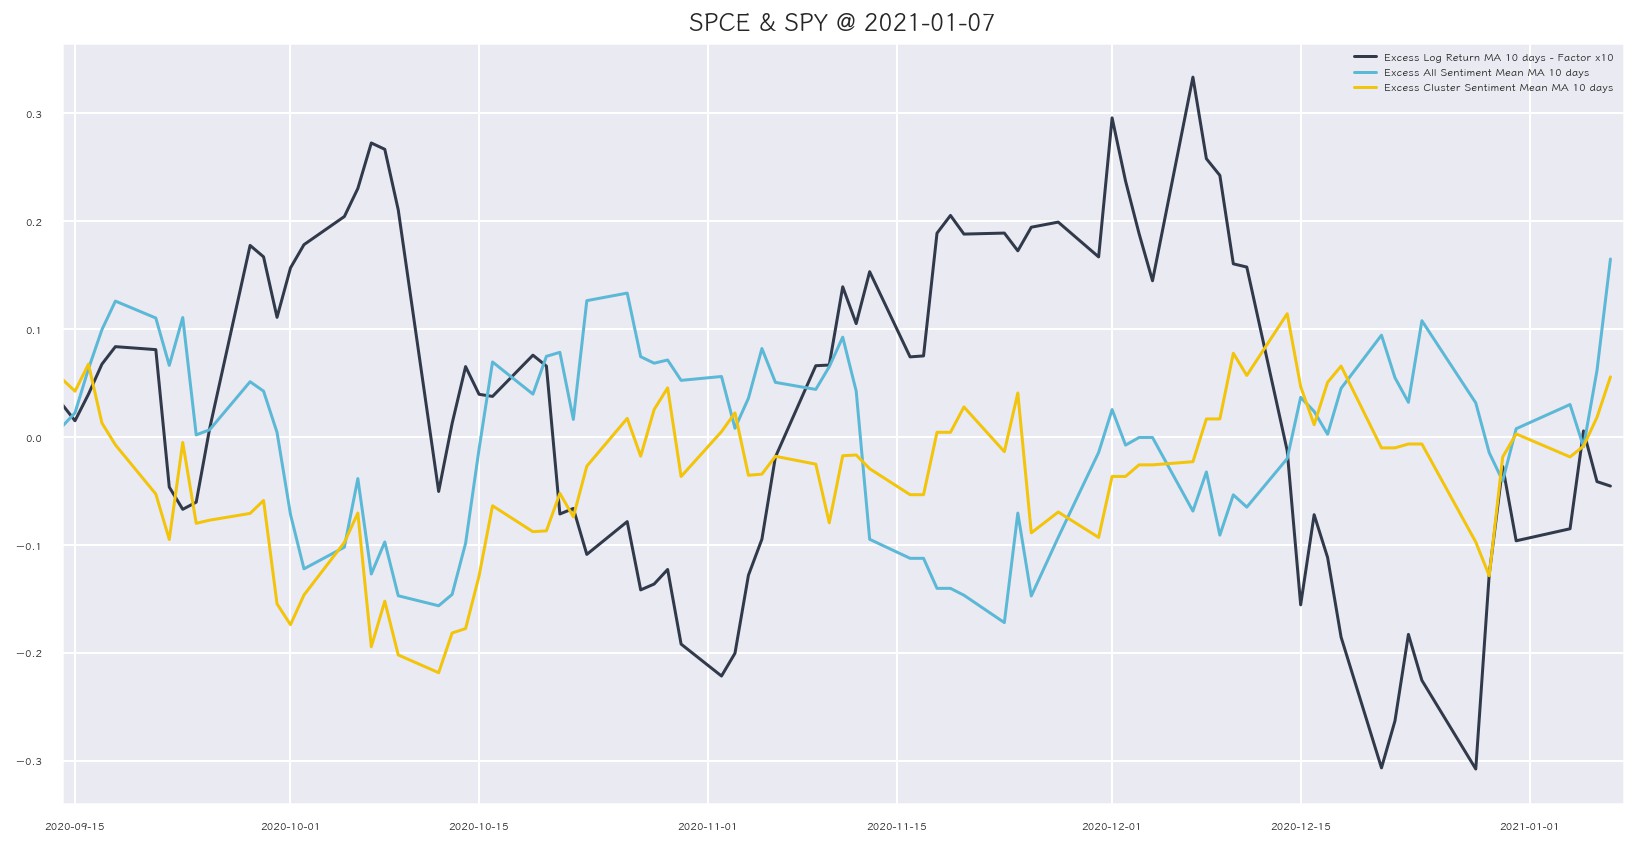 SPCE & SPY @ 2021-01-07
Excess Log Return MA 10 days - Factor x10
Excess All Sentiment Mean MA 10 days
Excess Cluster Sentiment Mean MA 10 days
0.3
0.2
0.1
0.0
−0.1
−0.2
−0.3
2020-09-15 2020-10-01 2020-10-15 2020-11-01 2020-11-15 2020-12-01 2020-12-15 2021-01-01